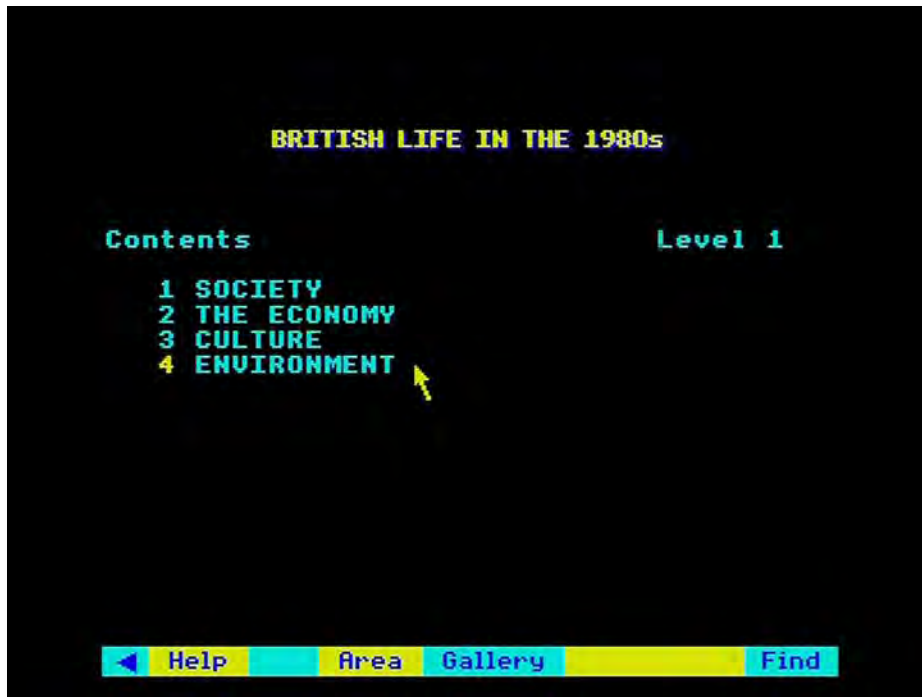 BRITISH LIFE IN THE 1980s
Contents Level 1
1 SOCIETY
2 THE ECONOMY
3 CULTURE
4 ENVIRONMENT
Help Area Gallery Find